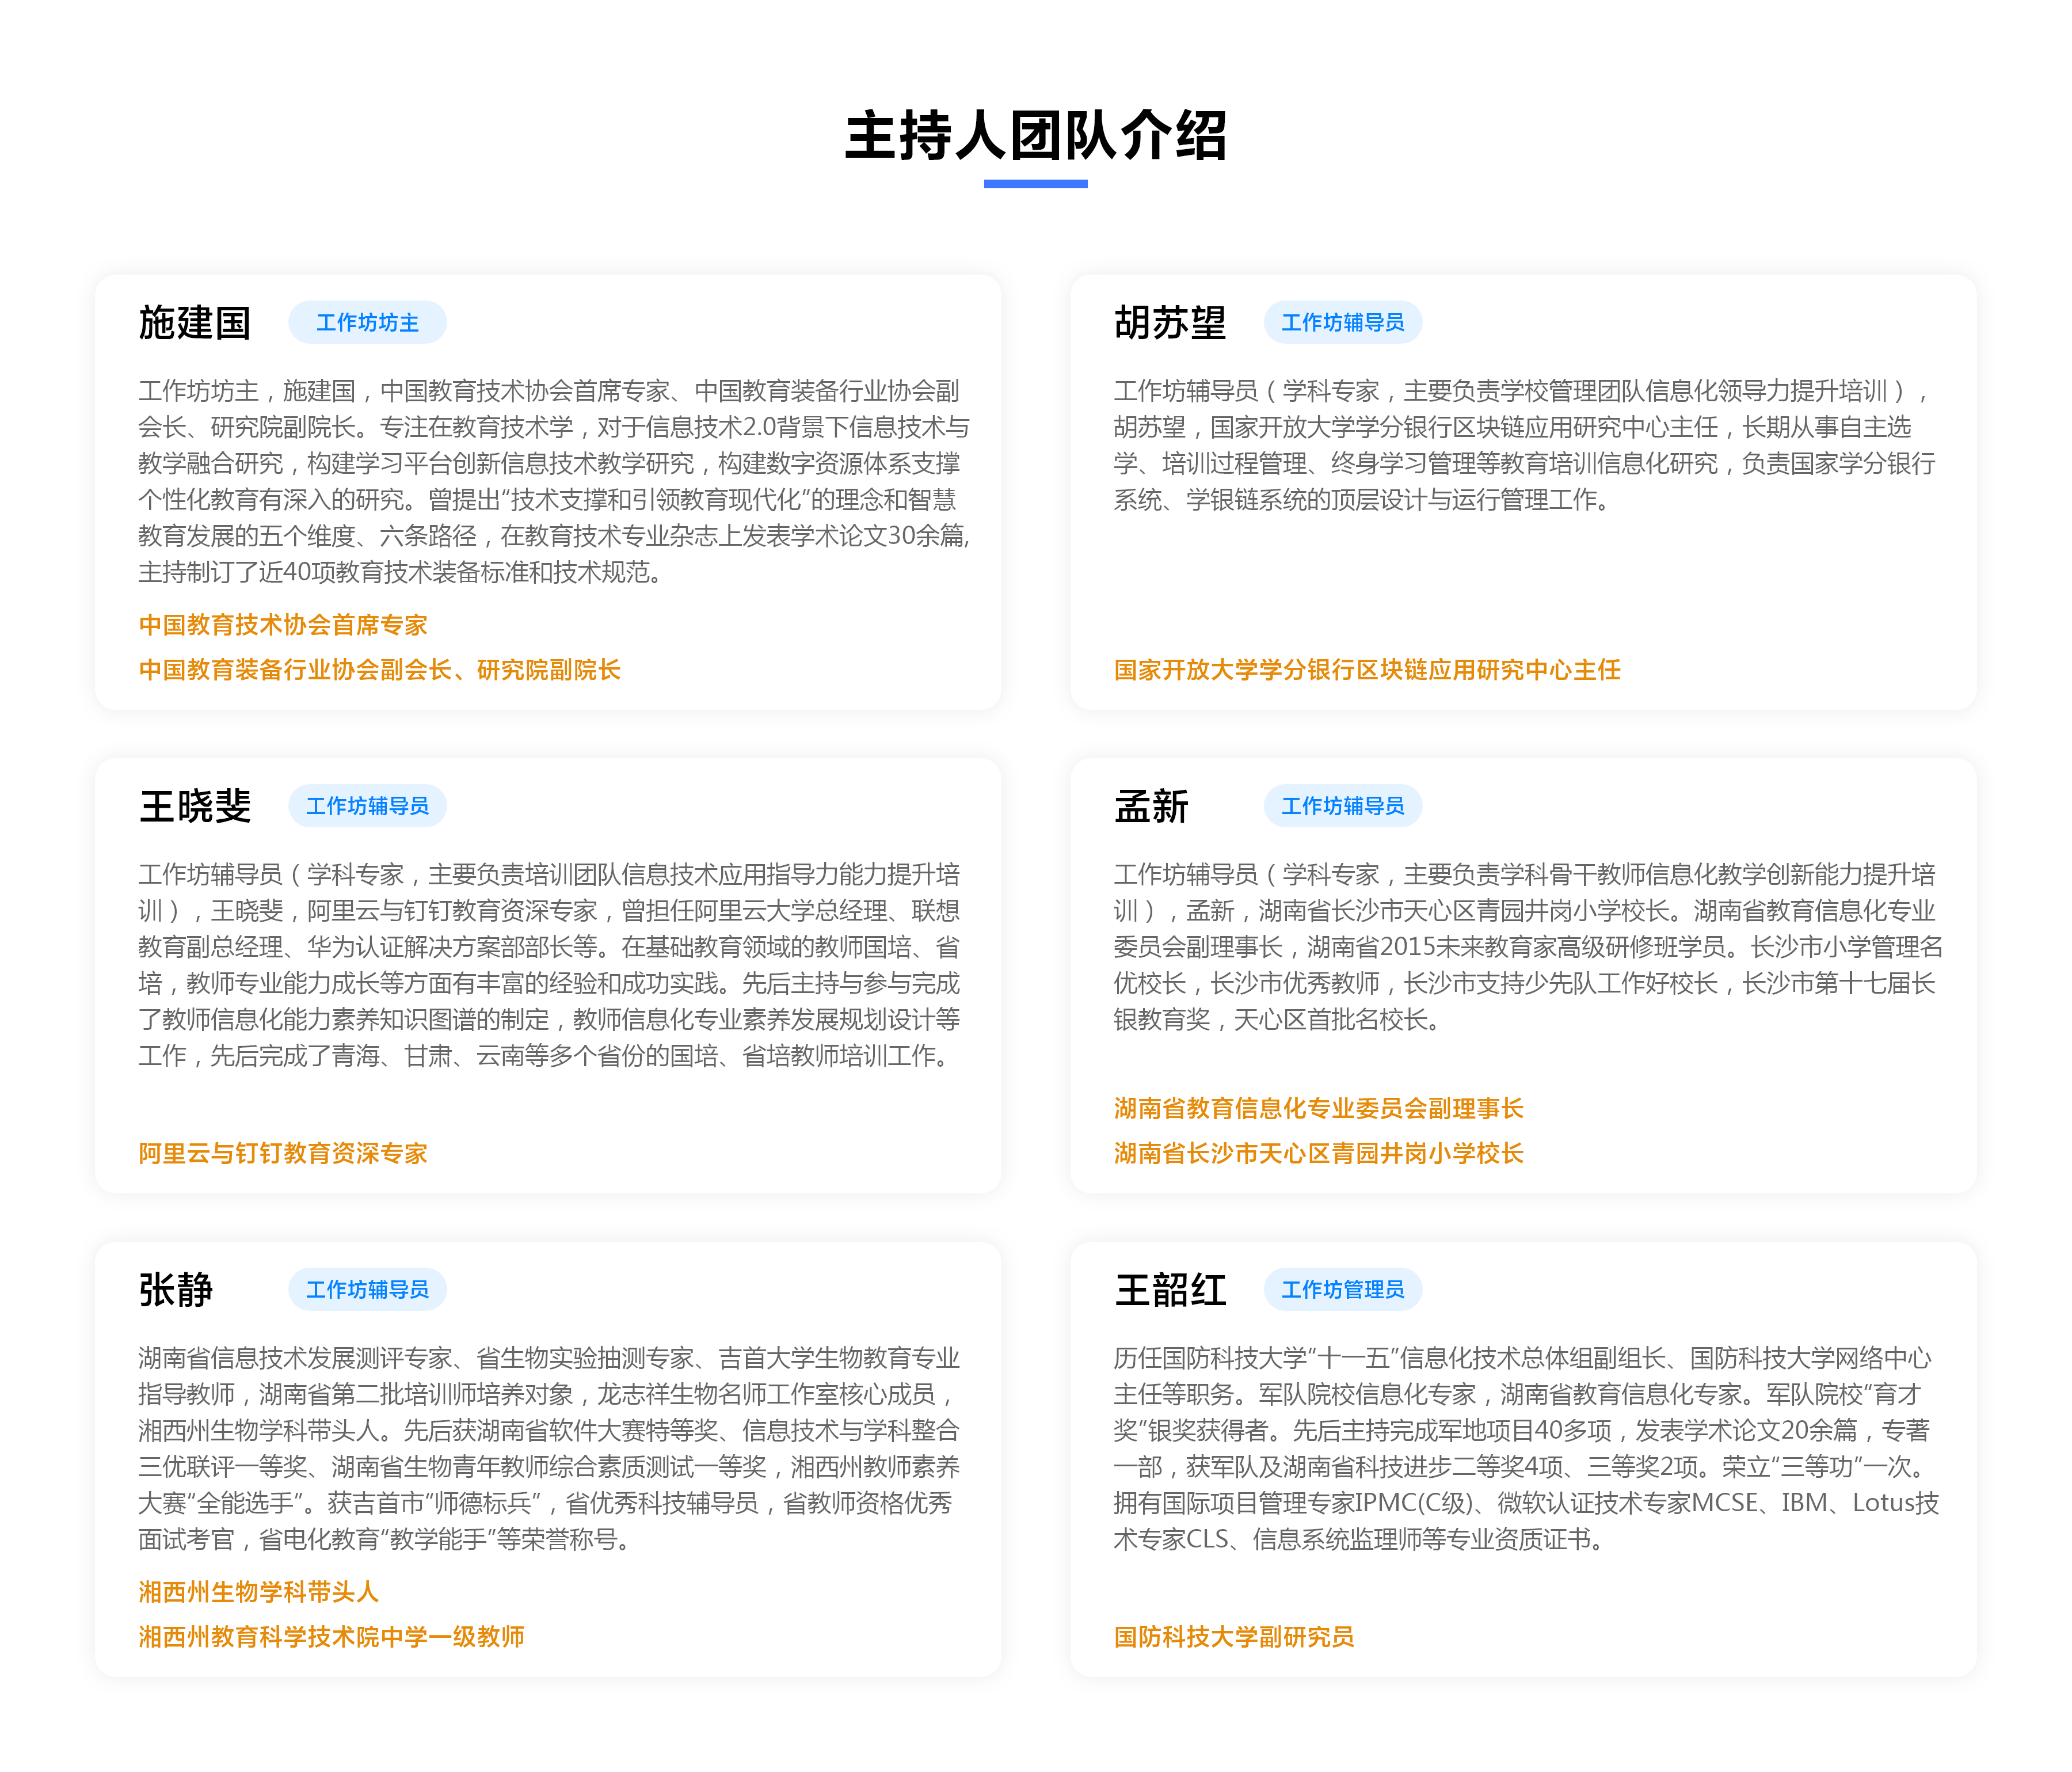 主持人团队介绍
施建国
工作坊坊主
工作坊坊主，施建国，中国教育技术协会首席专家、中国教育装备行业协会副
会长、研究院副院长。专注在教育技术学，对于信息技术2.0背景下信息技术与
教学融合研究，构建学习平台创新信息技术教学研究，构建数字资源体系支撑
个性化教育有深入的研究。曾提出“技术支撑和引领教育现代化”的理念和智慧
教育发展的五个维度、六条路径，在教育技术专业杂志上发表学术论文30余篇,
主持制订了近40项教育技术装备标准和技术规范。
中国教育技术协会首席专家
中国教育装备行业协会副会长、研究院副院长
胡苏望
工作坊辅导员
工作坊辅导员（学科专家，主要负责学校管理团队信息化领导力提升培训），
胡苏望，国家开放大学学分银行区块链应用研究中心主任，长期从事自主选
学、培训过程管理、终身学习管理等教育培训信息化研究，负责国家学分银行
系统、学银链系统的顶层设计与运行管理工作。
国家开放大学学分银行区块链应用研究中心主任
王晓斐
工作坊辅导员
工作坊辅导员（学科专家，主要负责培训团队信息技术应用指导力能力提升培
训），王晓斐，阿里云与钉钉教育资深专家，曾担任阿里云大学总经理、联想
教育副总经理、华为认证解决方案部部长等。在基础教育领域的教师国培、省
培，教师专业能力成长等方面有丰富的经验和成功实践。先后主持与参与完成
了教师信息化能力素养知识图谱的制定，教师信息化专业素养发展规划设计等
工作，先后完成了青海、甘肃、云南等多个省份的国培、省培教师培训工作。
阿里云与钉钉教育资深专家
孟新
工作坊辅导员
工作坊辅导员（学科专家，主要负责学科骨干教师信息化教学创新能力提升培
训），孟新，湖南省长沙市天心区青园井岗小学校长。湖南省教育信息化专业
委员会副理事长，湖南省2015未来教育家高级研修班学员。长沙市小学管理名
优校长，长沙市优秀教师，长沙市支持少先队工作好校长，长沙市第十七届长
银教育奖，天心区首批名校长。
湖南省教育信息化专业委员会副理事长
湖南省长沙市天心区青园井岗小学校长
张静
工作坊辅导员
湖南省信息技术发展测评专家、省生物实验抽测专家、吉首大学生物教育专业
指导教师，湖南省第二批培训师培养对象，龙志祥生物名师工作室核心成员，
湘西州生物学科带头人。先后获湖南省软件大赛特等奖、信息技术与学科整合
三优联评一等奖、湖南省生物青年教师综合素质测试一等奖，湘西州教师素养
大赛“全能选手”。获吉首市“师德标兵”，省优秀科技辅导员，省教师资格优秀
面试考官，省电化教育“教学能手”等荣誉称号。
湘西州生物学科带头人
湘西州教育科学技术院中学一级教师
王韶红
工作坊管理员
历任国防科技大学“十一五”信息化技术总体组副组长、国防科技大学网络中心
主任等职务。军队院校信息化专家，湖南省教育信息化专家。军队院校“育才
奖”银奖获得者。先后主持完成军地项目40多项，发表学术论文20余篇，专著
一部，获军队及湖南省科技进步二等奖4项、三等奖2项。荣立“三等功”一次。
拥有国际项目管理专家IPMC(C级)、微软认证技术专家MCSE、IBM、Lotus技
术专家CLS、信息系统监理师等专业资质证书。
国防科技大学副研究员